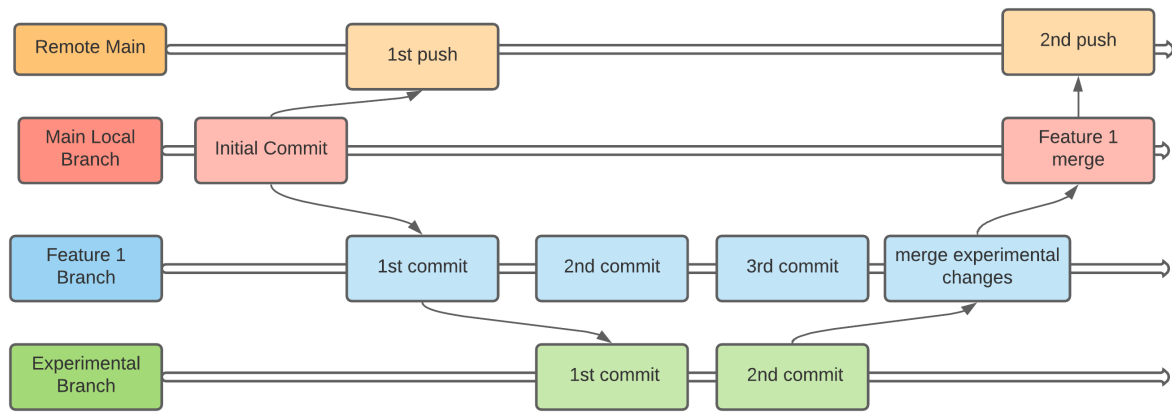 Remote Main
1st push
2nd push
Main Local
Branch
Initial Commit
Feature 1
merge
Feature 1
Branch
1st commit
2nd commit
3rd commit
merge experimental
changes
Experimental
Branch
1st commit
2nd commit